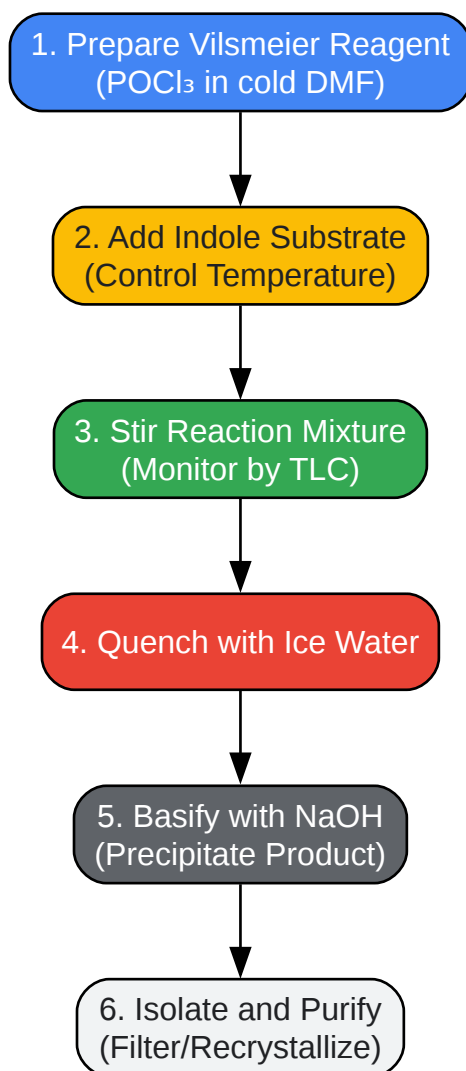 1. Prepare Vilsmeier Reagent
(POCl₃ in cold DMF)
2. Add Indole Substrate
(Control Temperature)
3. Stir Reaction Mixture
(Monitor by TLC)
4. Quench with Ice Water
5. Basify with NaOH
(Precipitate Product)
6. Isolate and Purify
(Filter/Recrystallize)